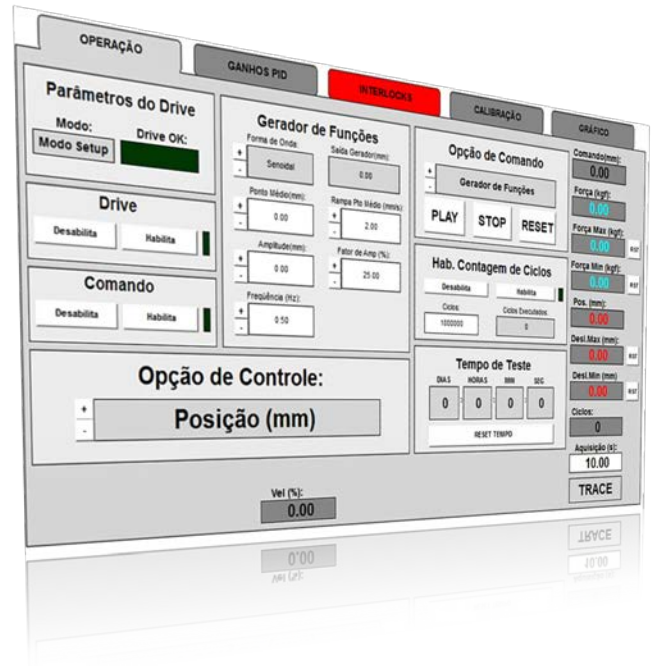 OPERAÇÃO
GANHOS PID
INTERLOCKS
CALIBRAÇÃO
GRÁFICO
Parâmetros do Drive
Modo:
Drive OK:
Modo Setup
Drive
Desabilita
Habilita
Comando
Desabilita
Habilita
Gerador de Funções
Forma de Onda:
Saída Gerador(mm):
+
-
Senoidal
0.00
Ponto Médio(mm):
Rampa Pto Médio (mm/s)
+
-
0.00
+
-
2.00
Amplitude(mm):
Fator de Amp (%):
+
-
0.00
+
-
25.00
Freqüência (Hz):
+
-
0.50
Opção de Controle:
+
-
Posição (mm)
Vel (%):
0.00
Opção de Comando
+
-
Gerador de Funções
PLAY
STOP
RESET
Hab. Contagem de Ciclos
Desabilita
Habilita
Ciclos:
Ciclos Executados:
1000000
0
Tempo de Teste
DIAS
HORAS
MIN
SEG
0 : 0 : 0 : 0
RESET TEMPO
Comando(mm):
0.00
Força (kgf):
0.00
Força Max (kgf):
0.00
RST
Força Min (kgf):
0.00
RST
Pos. (mm):
0.00
Desl.Max (mm):
0.00
RST
Desl.Min (mm)
0.00
RST
Ciclos:
0
Aquisição (s):
10.00
TRACE